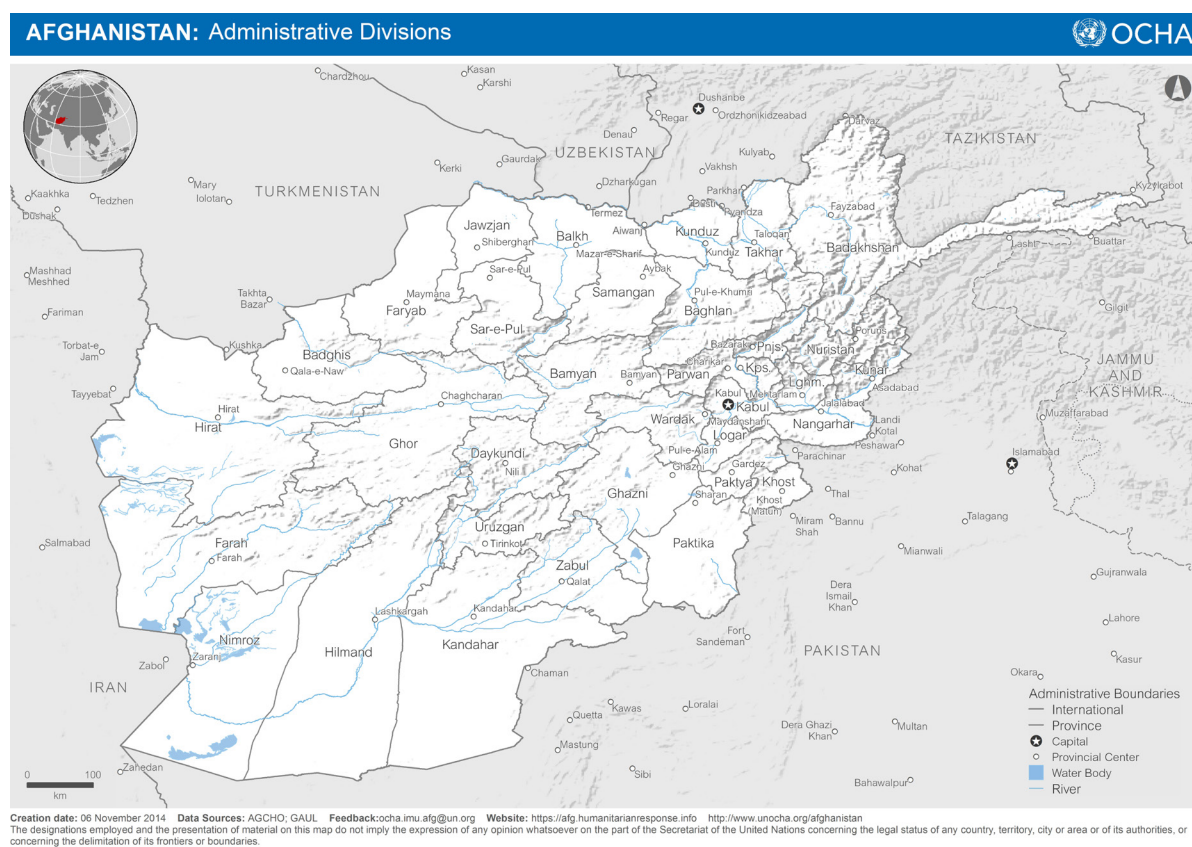 AFGHANISTAN: Administrative Divisions
OCHA
Chardzhou
Kasan
Karshi
Dushanbe
Regar
Ordzhonikidzeabad
Denau
Darvaz
UZBEKISTAN
TAZIKISTAN
Kerki
Gaurdak
Kulyab
Vakhsh
Dzharkugan
Parkhar
Kyzylrabot
Kaakhka
Tedzhen
Mary
Iolotan
TURKMENISTAN
Dushak
Dusti
Pyandza
Fayzabad
Termez
Jawzjan
Shiberghan
Balkh
Aiwanj
Mazar-e-Sharif
Kunduz
Kunduz
Taloqan
Takhar
Badakhshan
Lasht
Buattar
Mashhad
Meshhed
Sar-e-Pul
Aybak
Samangan
Takhta
Bazar
Maymana
Faryab
Pul-e-Khumri
Baghlan
Gilgit
Fariman
Sar-e-Pul
Poruns
Torbat-e
Jam
Kushka
Badghis
Bazarak
Pnjs.
Nuristan
Qala-e-Naw
Bamyan
Bamyan
Charikar
Parwan
Kps.
Kunar
JAMMU
AND
KASHMIR
Tayyebat
Lghm.
Asadabad
Chaghcharan
Kabul
Mehtarlam
Kabul
Jalalabad
Hirat
Hirat
Wardak
Maydanshahr
Nangarhar
Landi
Kotal
Muzaffarabad
Ghor
Logar
Peshawar
Daykundi
Nili
Pul-e-Alam
Parachinar
Islamabad
Ghazni
Gardez
Kohat
Ghazni
Paktya
Khost
Sharan
Khost
(Matun)
Thal
Miram
Shah
Bannu
Talagang
Uruzgan
Tirinkot
Salmabad
Farah
Farah
Paktika
Mianwali
Zabul
Qalat
Gujranwala
Dera
Ismail
Khan
Lashkargah
Kandahar
Lahore
Nimroz
Fort
Sandeman
Hilmand
Kandahar
PAKISTAN
Zabol
Zaranj
Kasur
Chaman
Okara
IRAN
Kawas
Loralai
Quetta
Dera Ghazi
Khan
Multan
Mastung
Zahedan
Sibi
Bahawalpur
Administrative Boundaries
International
Province
Capital
Provincial Center
Water Body
River
0 100
km
Creation date: 06 November 2014 Data Sources: AGCHO; GAUL Feedback:ocha.imu.afg@un.org Website: https://afg.humanitarianresponse.info http://www.unocha.org/afghanistan
The designations employed and the presentation of material on this map do not imply the expression of any opinion whatsoever on the part of the Secretariat of the United Nations concerning the legal status of any country, territory, city or area or of its authorities, or
concerning the delimitation of its frontiers or boundaries.